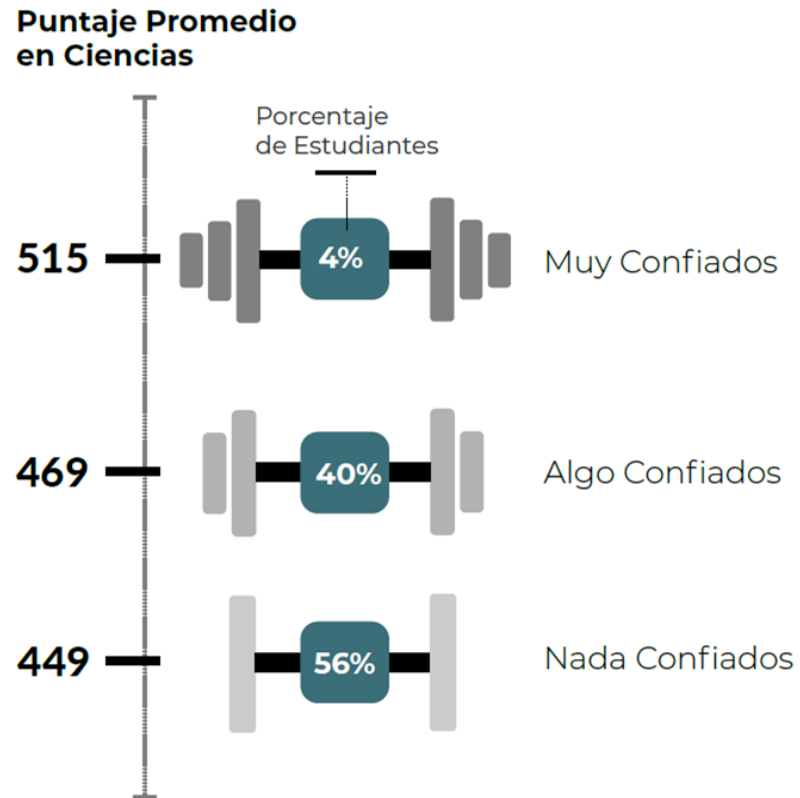 Puntaje Promedio
en Ciencias
Porcentaje
de Estudiantes
515
4%
Muy Confiados
469
40%
Algo Confiados
449
56%
Nada Confiados